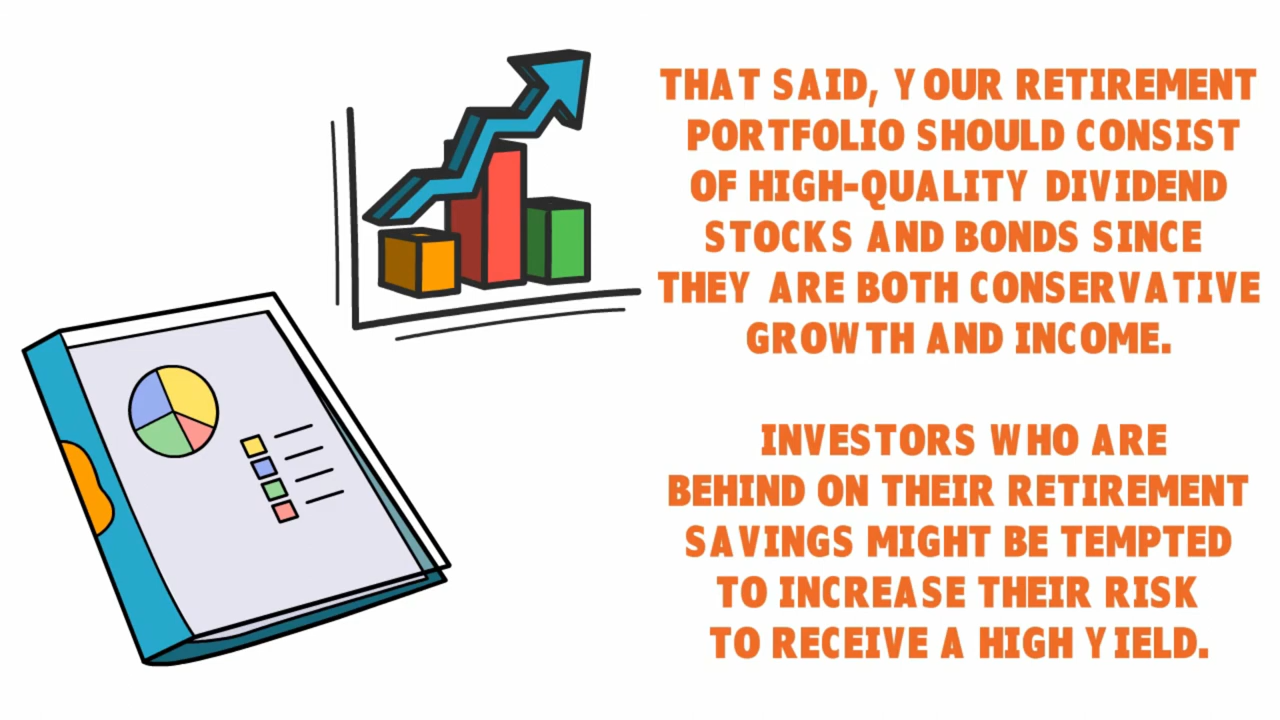 THAT SAID, YOUR RETIREMENT
PORTFOLIO SHOULD CONSIST
OF HIGH-QUALITY DIVIDEND
STOCKS AND BONDS SINCE
THEY ARE BOTH CONSERVATIVE
GROWTH AND INCOME.
INVESTORS WHO ARE
BEHIND ON THEIR RETIREMENT
SAVINGS MIGHT BE TEMPTED
TO INCREASE THEIR RISK
TO RECEIVE A HIGH YIELD.